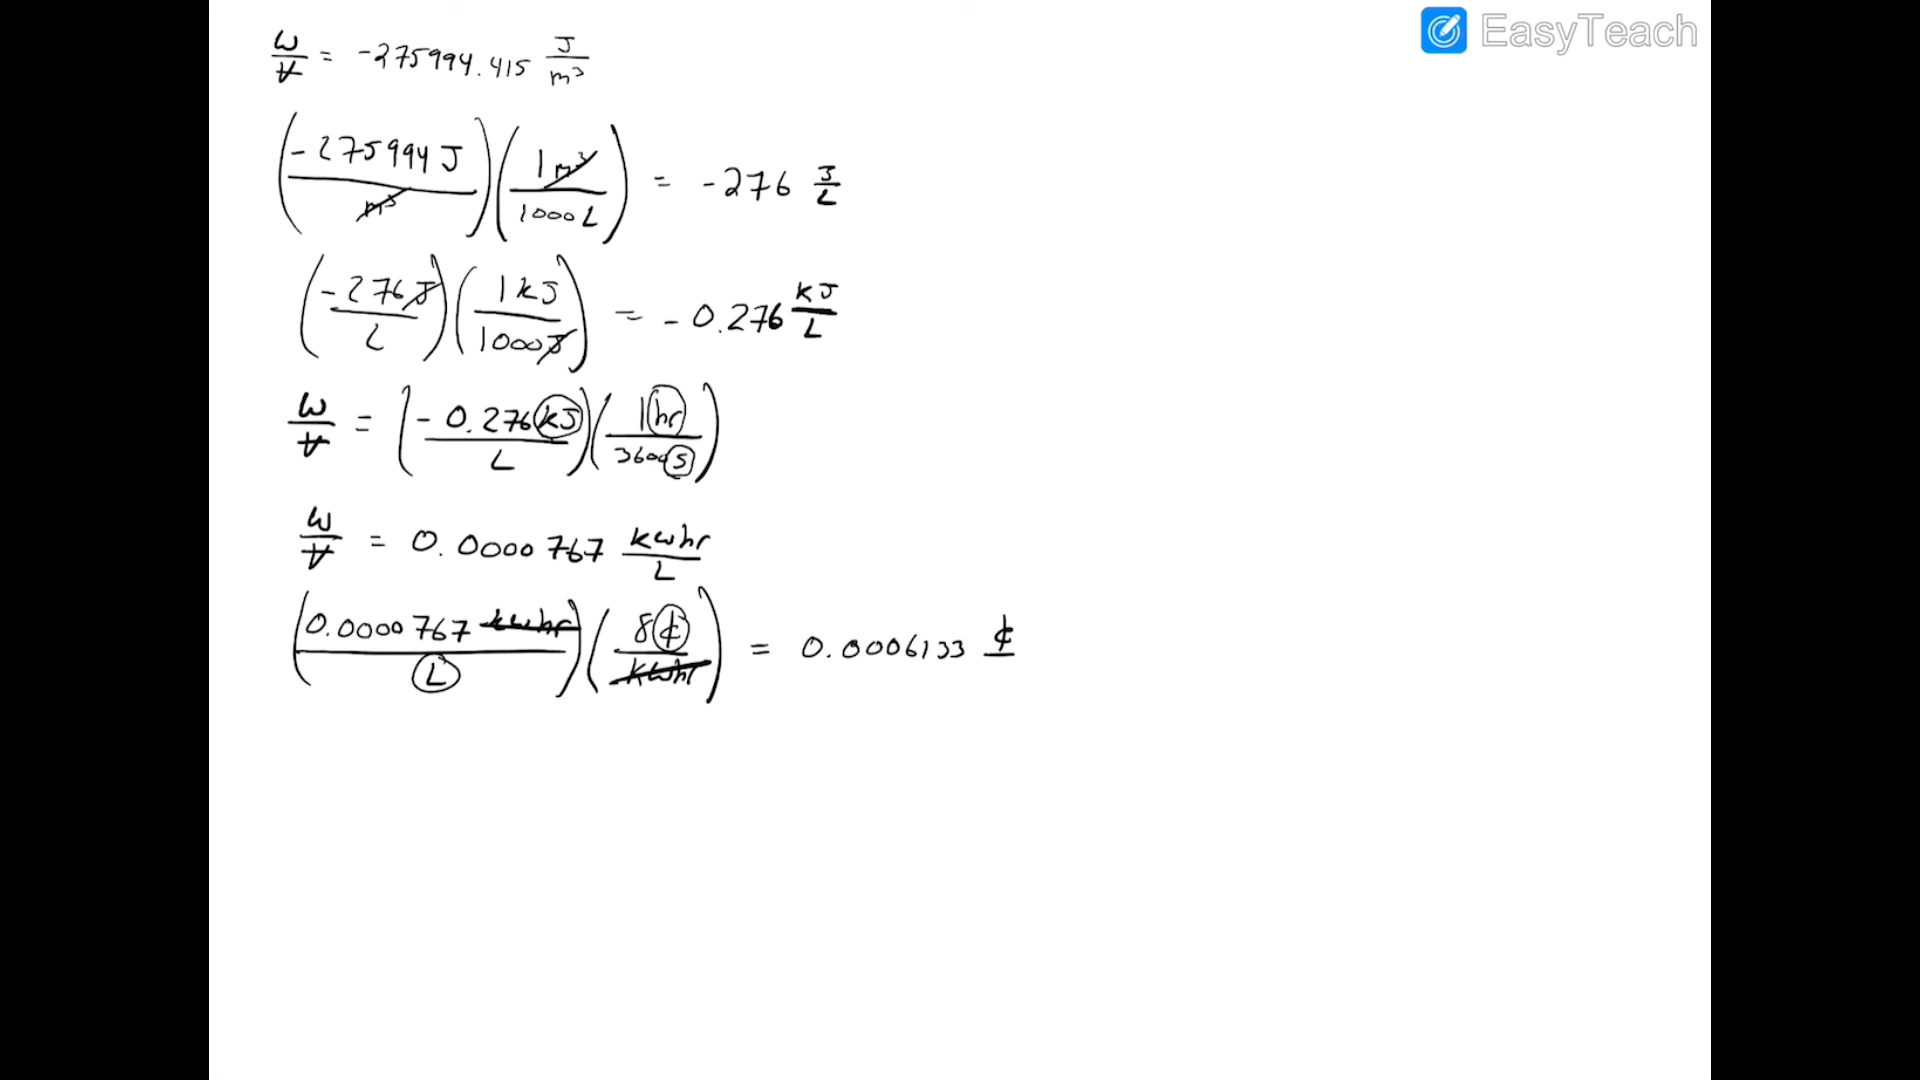 EasyTeach
W/V = -275994.415 J/m³
(-275994 J / m³)(1 m³ / 1000 L) = -276 J/L
(-276 J / L)(1 kJ / 1000 J) = -0.276 kJ/L
W/V = (-0.276 kJ / L)(1 hr / 3600 s)
W/V = 0.0000767 kwhr/L
(0.0000767 kwhr / L)(8 ¢ / kwhr) = 0.0006133 ¢